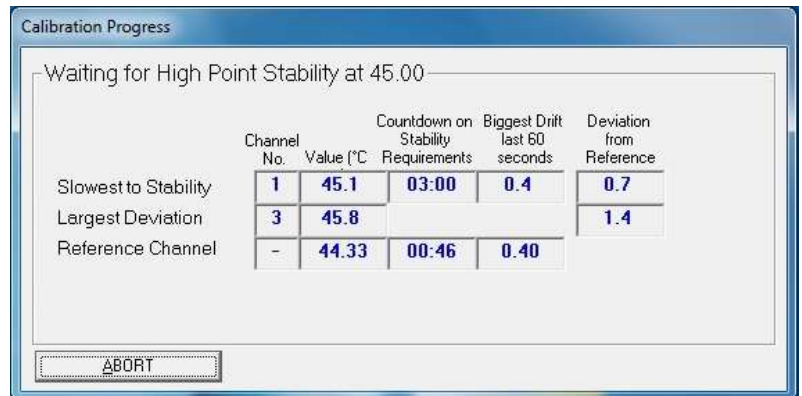 Calibration Progress
Waiting for High Point Stability at 45.00
Channel No. Value (°C Countdown on Stability Requirements Biggest Drift last 60 seconds Deviation from Reference
Slowest to Stability 1 45.1 03:00 0.4 0.7
Largest Deviation 3 45.8 1.4
Reference Channel - 44.33 00:46 0.40
ABORT